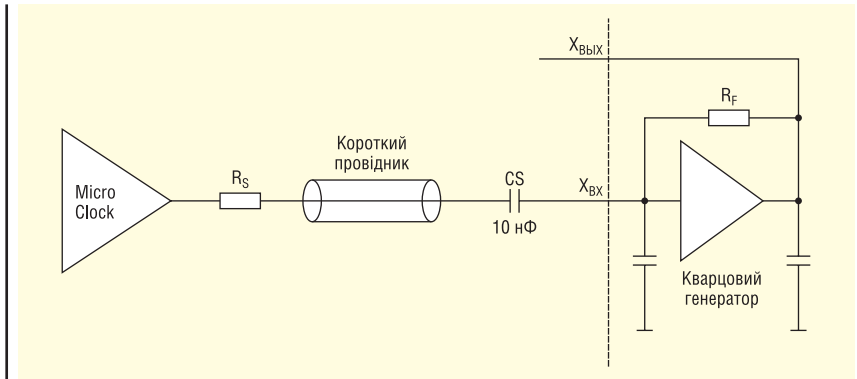 XВЫХ
RF
Короткий
провідник
Micro
Clock
RS
CS
10 нФ
XВХ
Кварцовий
генератор